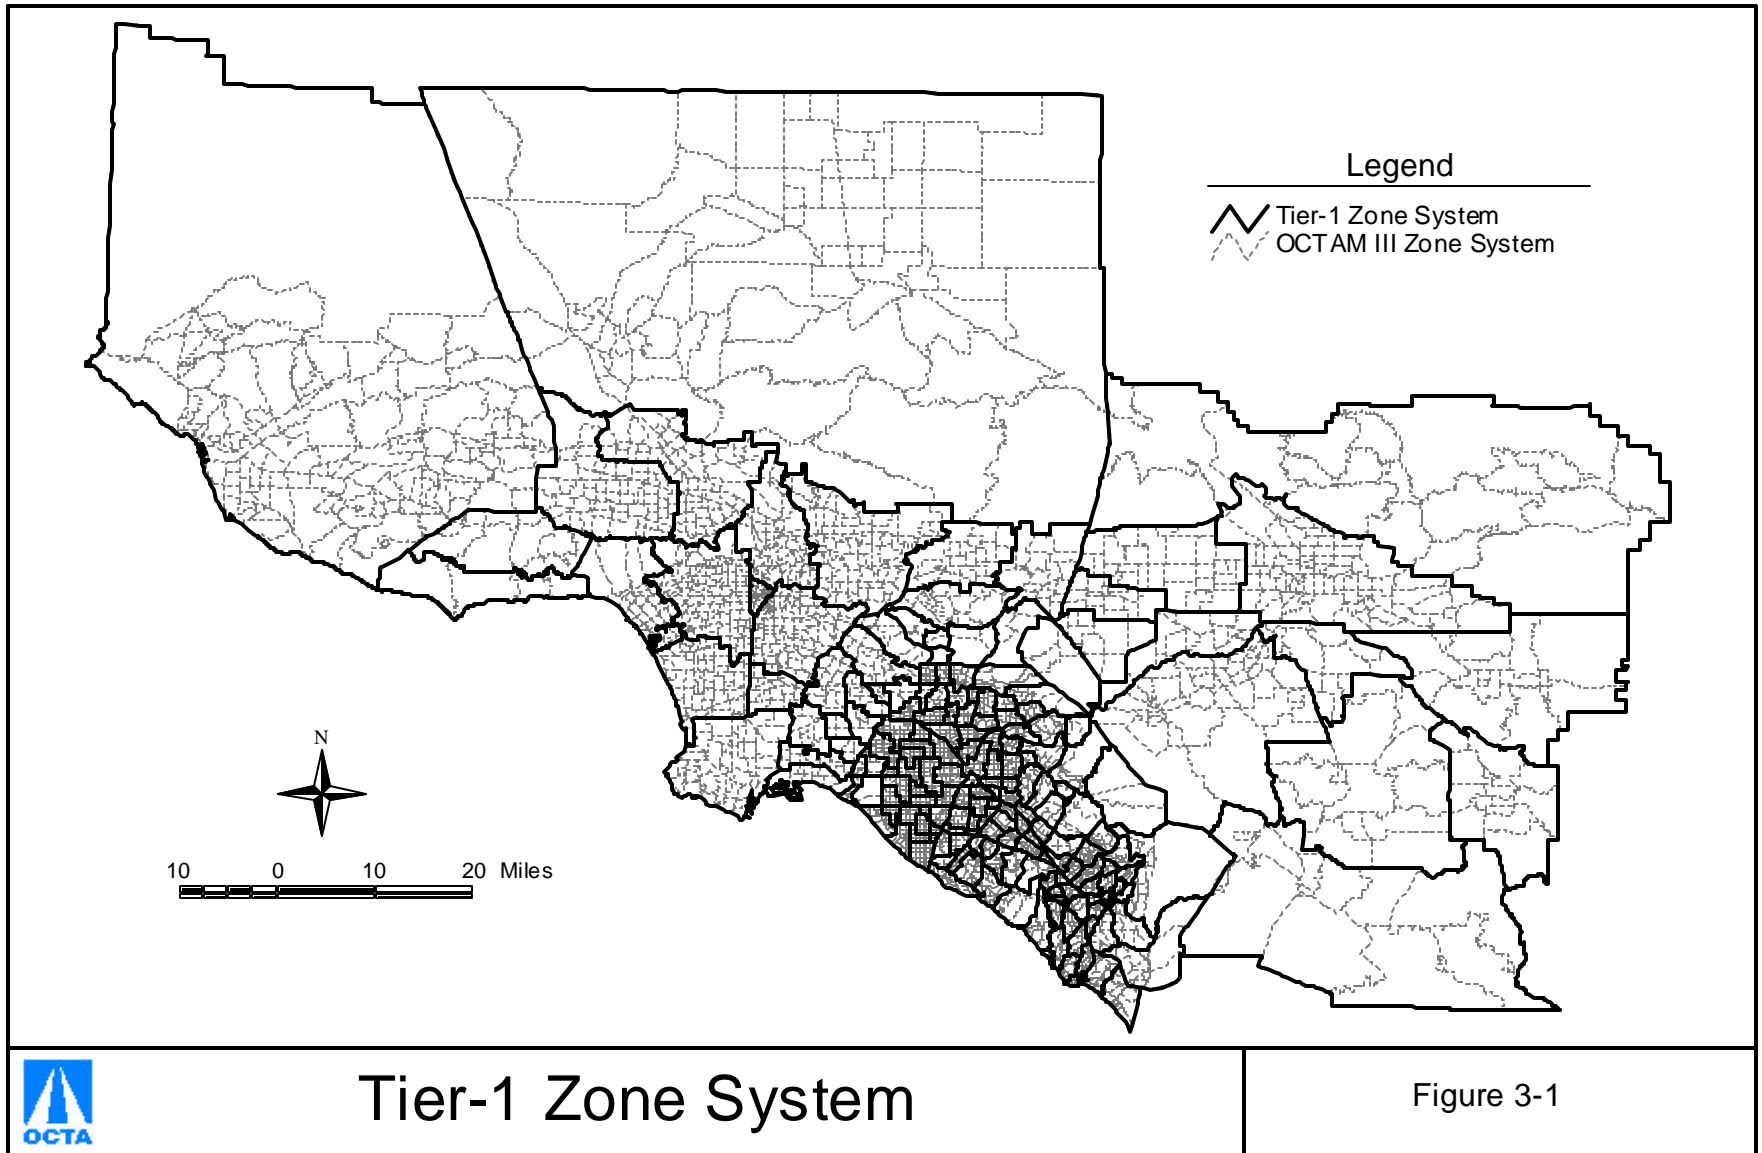 Legend
Tier-1 Zone System
OCTAM III Zone System
N
10 0 10 20 Miles
OCTA
Tier-1 Zone System
Figure 3-1